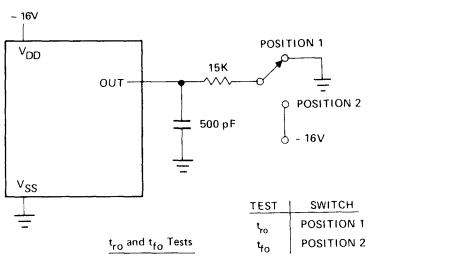 - 16V
VDD
OUT
15K
POSITION 1
500 pF
POSITION 2
- 16V
VSS
tro and tfo Tests
TEST SWITCH
tro POSITION 1
tfo POSITION 2